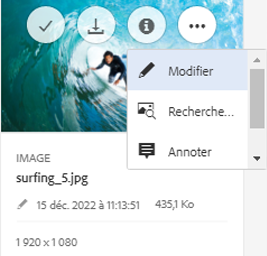 Modifier
Recherche...
Annoter
IMAGE
surfing_5.jpg
15 déc. 2022 à 11:13:51 435,1 Ko
1 920 x 1 080